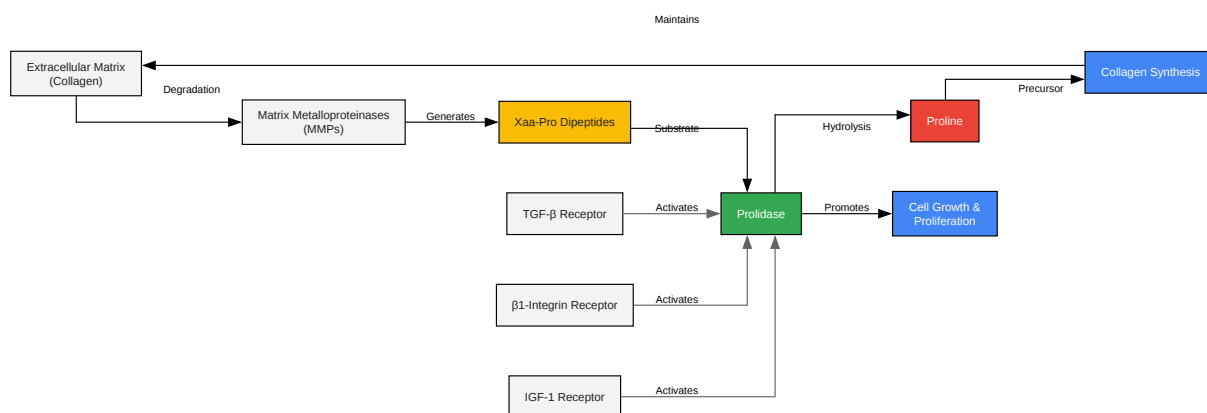 Maintains
Extracellular Matrix
(Collagen)
Collagen Synthesis
Degradation
Precursor
Matrix Metalloproteinases
(MMPs)
Generates
Xaa-Pro Dipeptides
Substrate
Hydrolysis
Proline
TGF-β Receptor
Activates
Prolidase
Promotes
Cell Growth &
Proliferation
β1-Integrin Receptor
Activates
IGF-1 Receptor
Activates